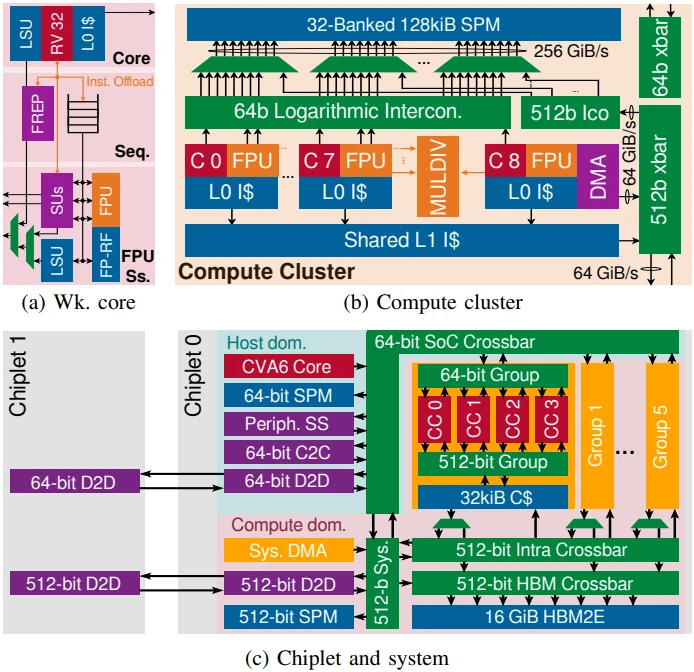 LSU
RV32
L0 I$
Core
Inst. Offload
FREP
Seq.
SUs
FPU
LSU
FP-RF
FPU
Ss.
(a) Wk. core
32-Banked 128kiB SPM
256 GiB/s
...
64b Logarithmic Intercon.
512b Ico
64b xbar
512b xbar
C 0
FPU
L0 I$
...
C 7
FPU
L0 I$
MULDIV
C 8
FPU
L0 I$
DMA
64 GiB/s
Shared L1 I$
Compute Cluster
64 GiB/s
(b) Compute cluster
Chiplet 1
64-bit D2D
512-bit D2D
Chiplet 0
Host dom.
CVA6 Core
64-bit SPM
Periph. SS
64-bit C2C
64-bit D2D
64-bit SoC Crossbar
64-bit Group
CC 0
CC 1
CC 2
CC 3
512-bit Group
32kiB C$
Group 1
...
Group 5
Compute dom.
Sys. DMA
512-bit D2D
512-bit SPM
512-b Sys.
512-bit Intra Crossbar
512-bit HBM Crossbar
16 GiB HBM2E
(c) Chiplet and system